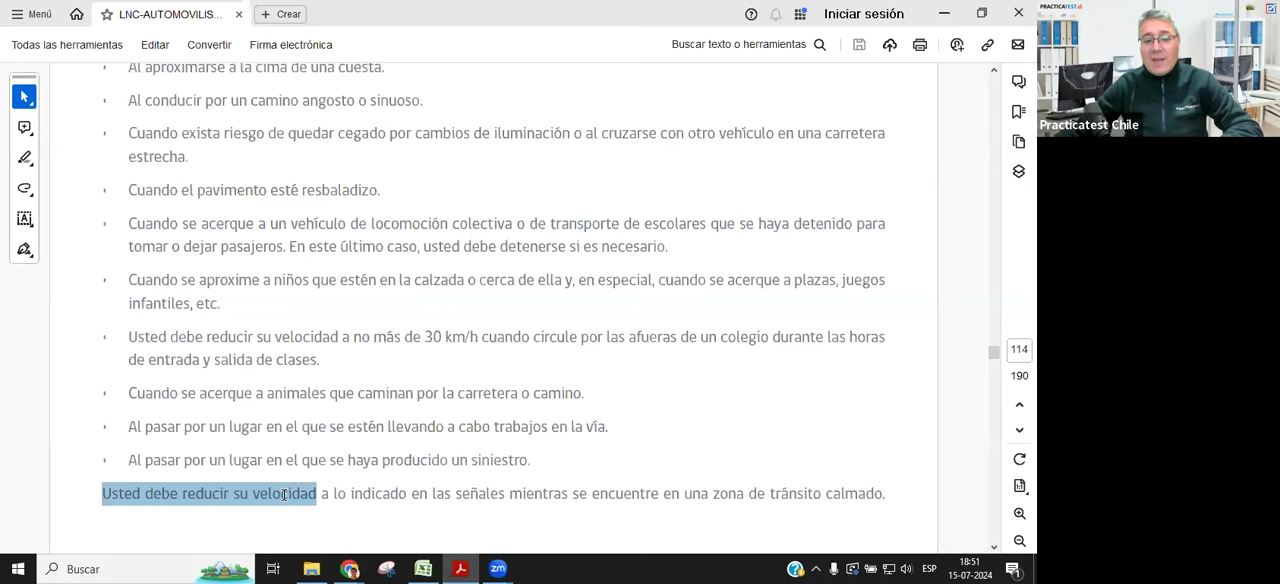 Menú
LNC-AUTOMOVILIS...
Crear
Iniciar sesión
Todas las herramientas
Editar
Convertir
Firma electrónica
Buscar texto o herramientas
Al aproximarse a la cima de una cuesta.
Al conducir por un camino angosto o sinuoso.
Cuando exista riesgo de quedar cegado por cambios de iluminación o al cruzarse con otro vehículo en una carretera
estrecha.
Cuando el pavimento esté resbaladizo.
Cuando se acerque a un vehículo de locomoción colectiva o de transporte de escolares que se haya detenido para
tomar o dejar pasajeros. En este último caso, usted debe detenerse si es necesario.
Cuando se aproxime a niños que estén en la calzada o cerca de ella y, en especial, cuando se acerque a plazas, juegos
infantiles, etc.
Usted debe reducir su velocidad a no más de 30 km/h cuando circule por las afueras de un colegio durante las horas
de entrada y salida de clases.
Cuando se acerque a animales que caminan por la carretera o camino.
Al pasar por un lugar en el que se estén llevando a cabo trabajos en la vía.
Al pasar por un lugar en el que se haya producido un siniestro.
Usted debe reducir su velocidad a lo indicado en las señales mientras se encuentre en una zona de tránsito calmado.
114
190
PRACTICATEST.cl
Practicatest Chile
Buscar
zm
ESP
18:51
15-07-2024
1